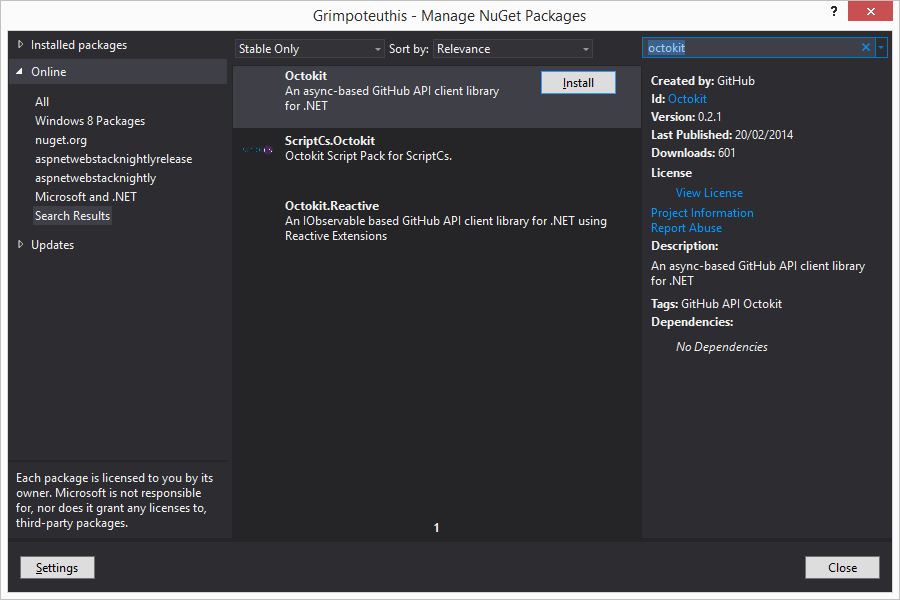 Grimpoteuthis - Manage NuGet Packages
?
Installed packages
Online
All
Windows 8 Packages
nuget.org
aspnetwebstacknightlyrelease
aspnetwebstacknightly
Microsoft and .NET
Search Results
Updates
Each package is licensed to you by its
owner. Microsoft is not responsible
for, nor does it grant any licenses to,
third-party packages.
Settings
Stable Only
Sort by: Relevance
Octokit
An async-based GitHub API client library
for .NET
Install
ScriptCs.Octokit
Octokit Script Pack for ScriptCs.
Octokit.Reactive
An IObservable based GitHub API client library for .NET using
Reactive Extensions
1
octokit
Created by: GitHub
Id: Octokit
Version: 0.2.1
Last Published: 20/02/2014
Downloads: 601
License
View License
Project Information
Report Abuse
Description:
An async-based GitHub API client library
for .NET
Tags: GitHub API Octokit
Dependencies:
No Dependencies
Close